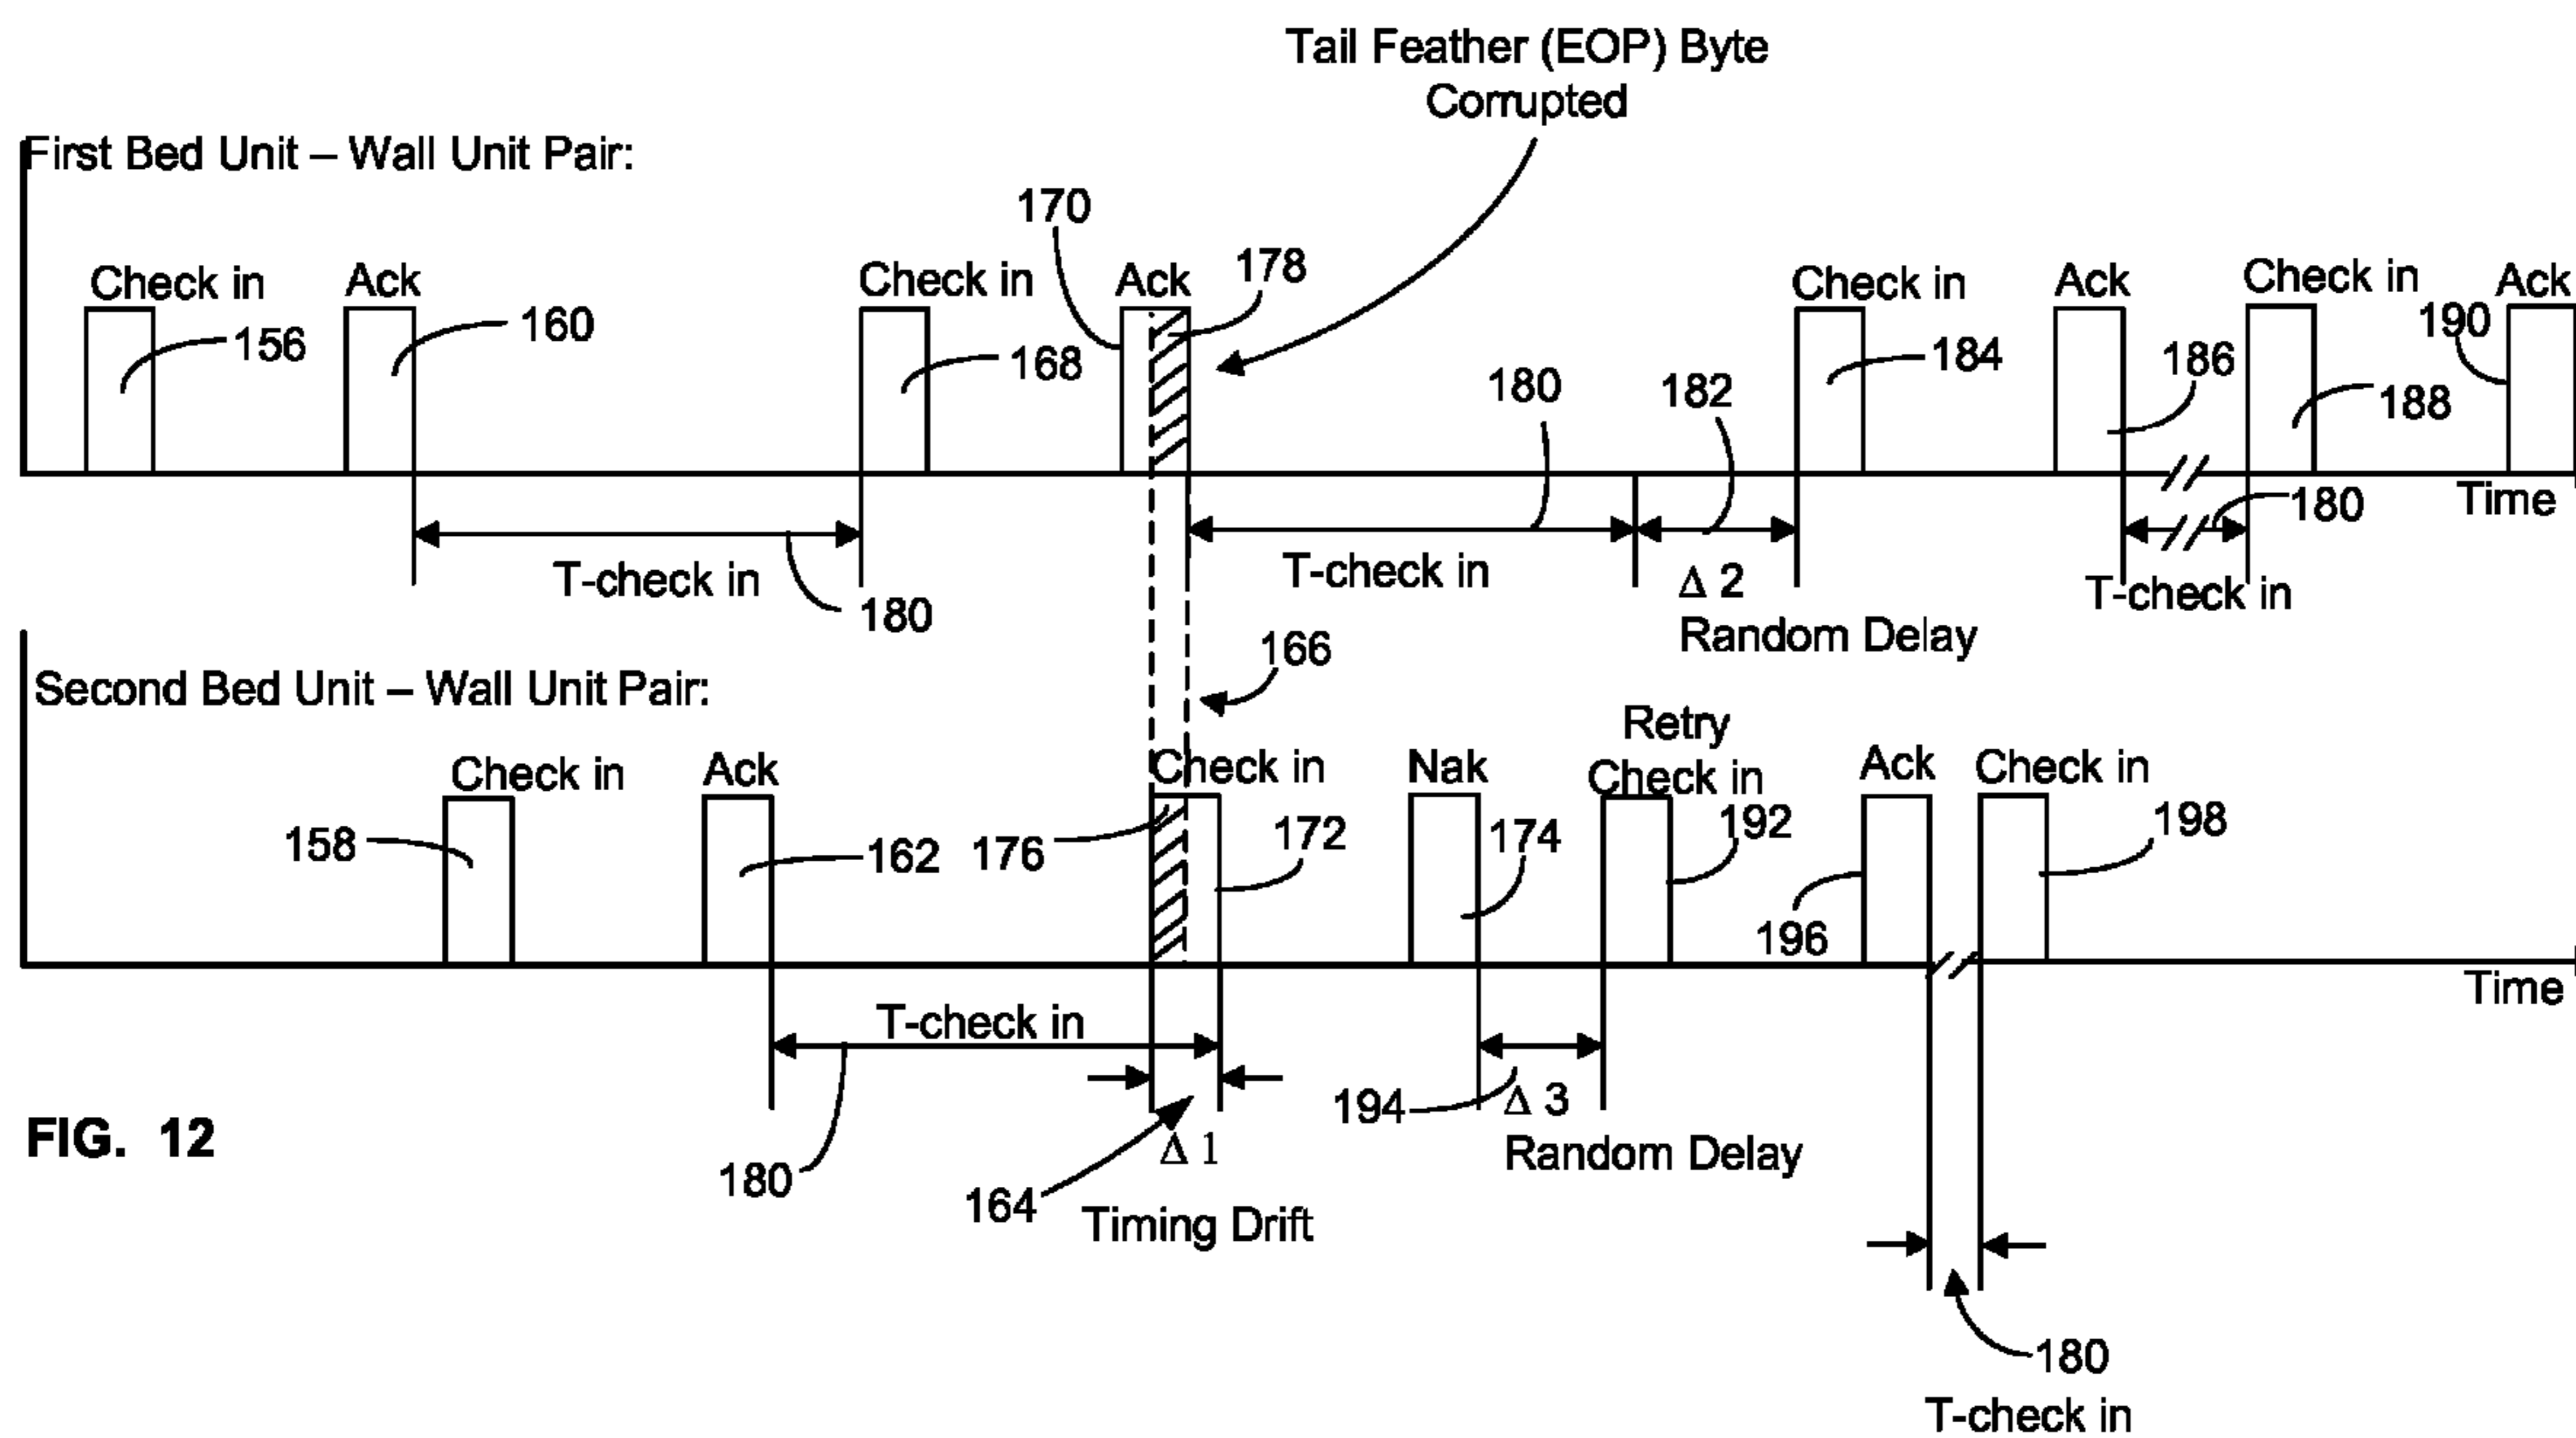 Tail Feather (EOP) Byte
Corrupted
First Bed Unit – Wall Unit Pair:
170
Check in
Ack
Check in
Ack
178
Check in
Ack
Check in
Ack
156
160
168
180
182
184
186
188
190
Time
T-check in
180
T-check in
Δ 2
Random Delay
180
T-check in
166
Second Bed Unit – Wall Unit Pair:
Check in
Ack
Check in
Nak
Retry
Check in
Ack
Check in
158
162
176
172
174
192
196
198
Time
T-check in
180
164
Δ 1
Timing Drift
194
Δ 3
Random Delay
180
T-check in
FIG. 12